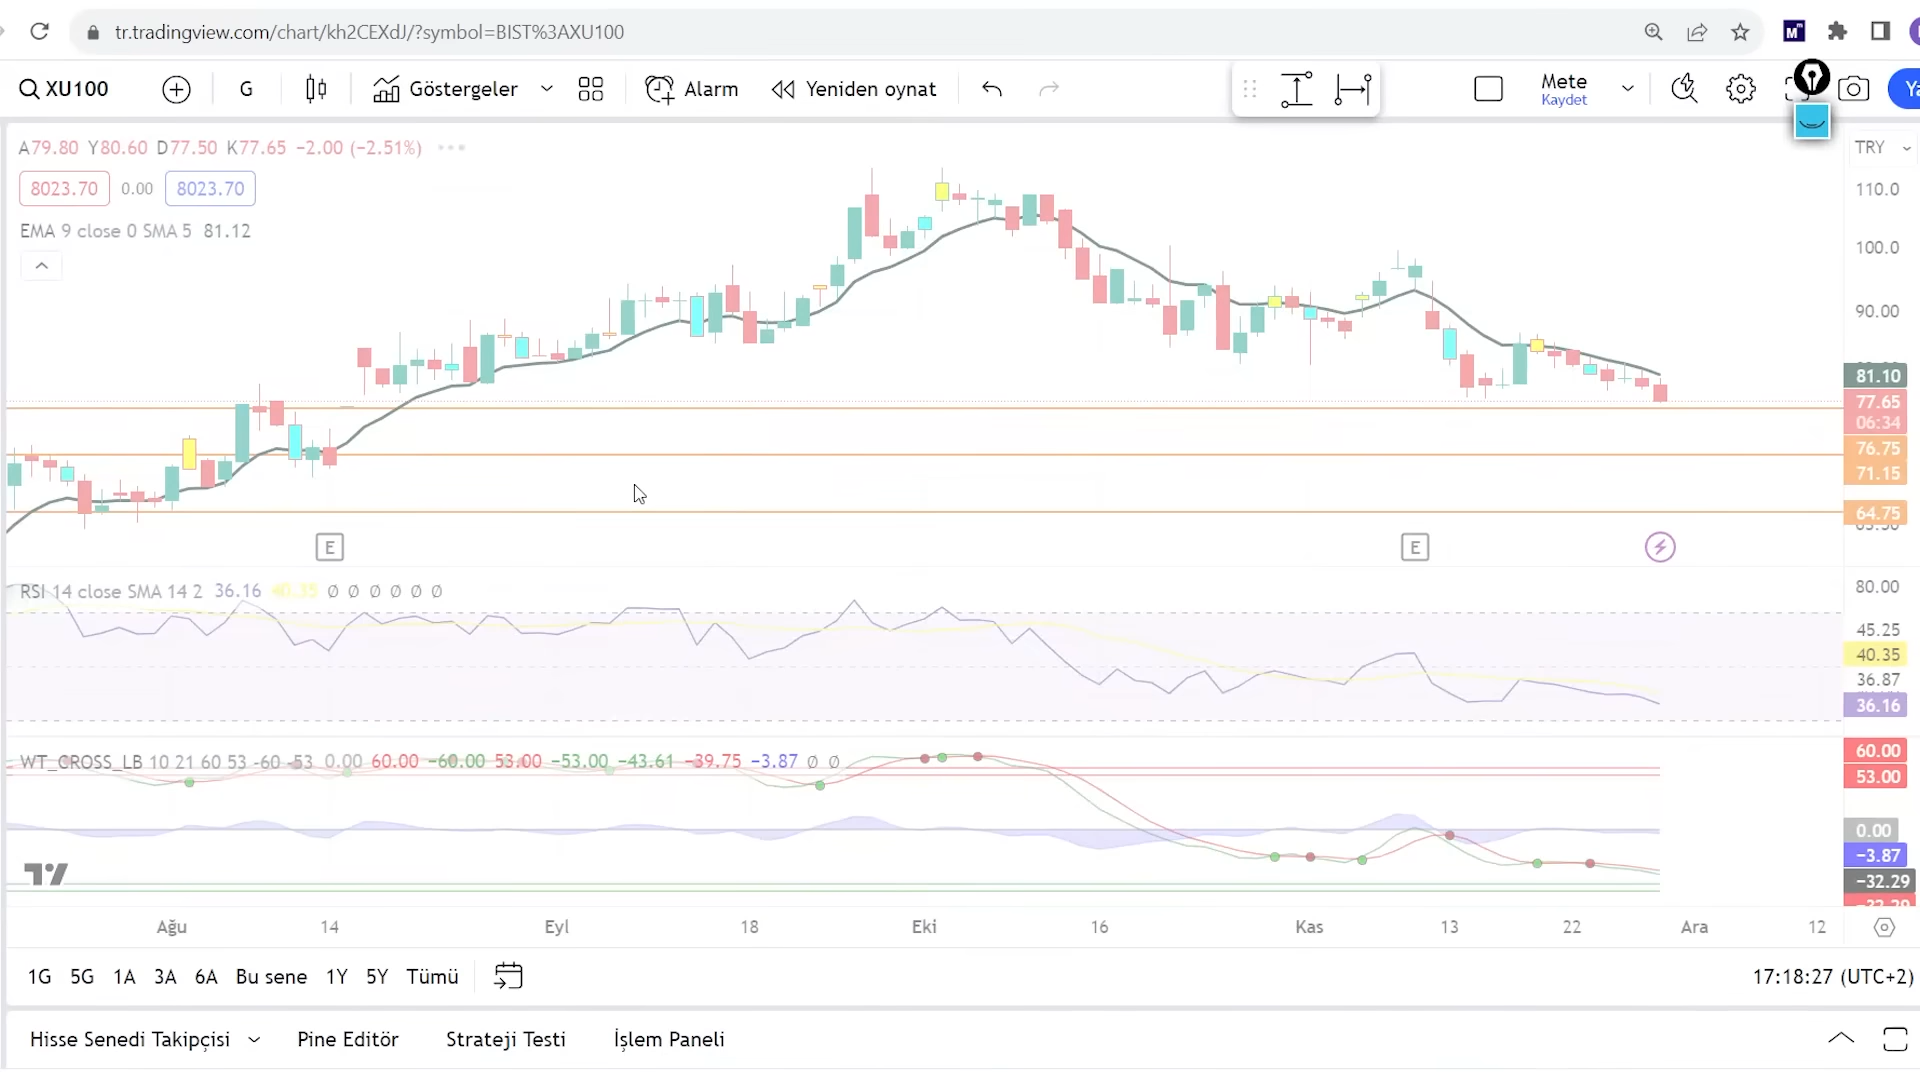 tr.tradingview.com/chart/kh2CEXdJ/?symbol=BIST%3AXU100
XU100 G Göstergeler Alarm Yeniden oynat Mete
Kaydet
A79.80 Y80.60 D77.50 K77.65 −2.00 (−2.51%)
TRY
8023.70 0.00 8023.70
EMA 9 close 0 SMA 5 81.12
110.0
100.0
90.00
81.10
77.65
06:34
76.75
71.15
64.75
E E
RSI 14 close SMA 14 2 36.16 40.35 Ø Ø Ø Ø Ø Ø
80.00
45.25
40.35
36.87
36.16
WT_CROSS_LB 10 21 60 53 -60 -53 0.00 60.00 −60.00 53.00 −53.00 −43.61 −39.75 −3.87 Ø Ø
60.00
53.00
0.00
−3.87
−32.29
Ağu 14 Eyl 18 Eki 16 Kas 13 22 Ara 12
1G 5G 1A 3A 6A Bu sene 1Y 5Y Tümü
17:18:27 (UTC+2)
Hisse Senedi Takipçisi Pine Editör Strateji Testi İşlem Paneli